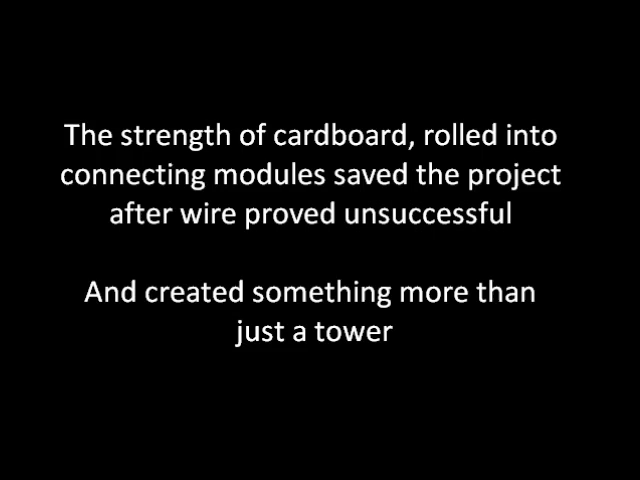 The strength of cardboard, rolled into
connecting modules saved the project
after wire proved unsuccessful
And created something more than
just a tower